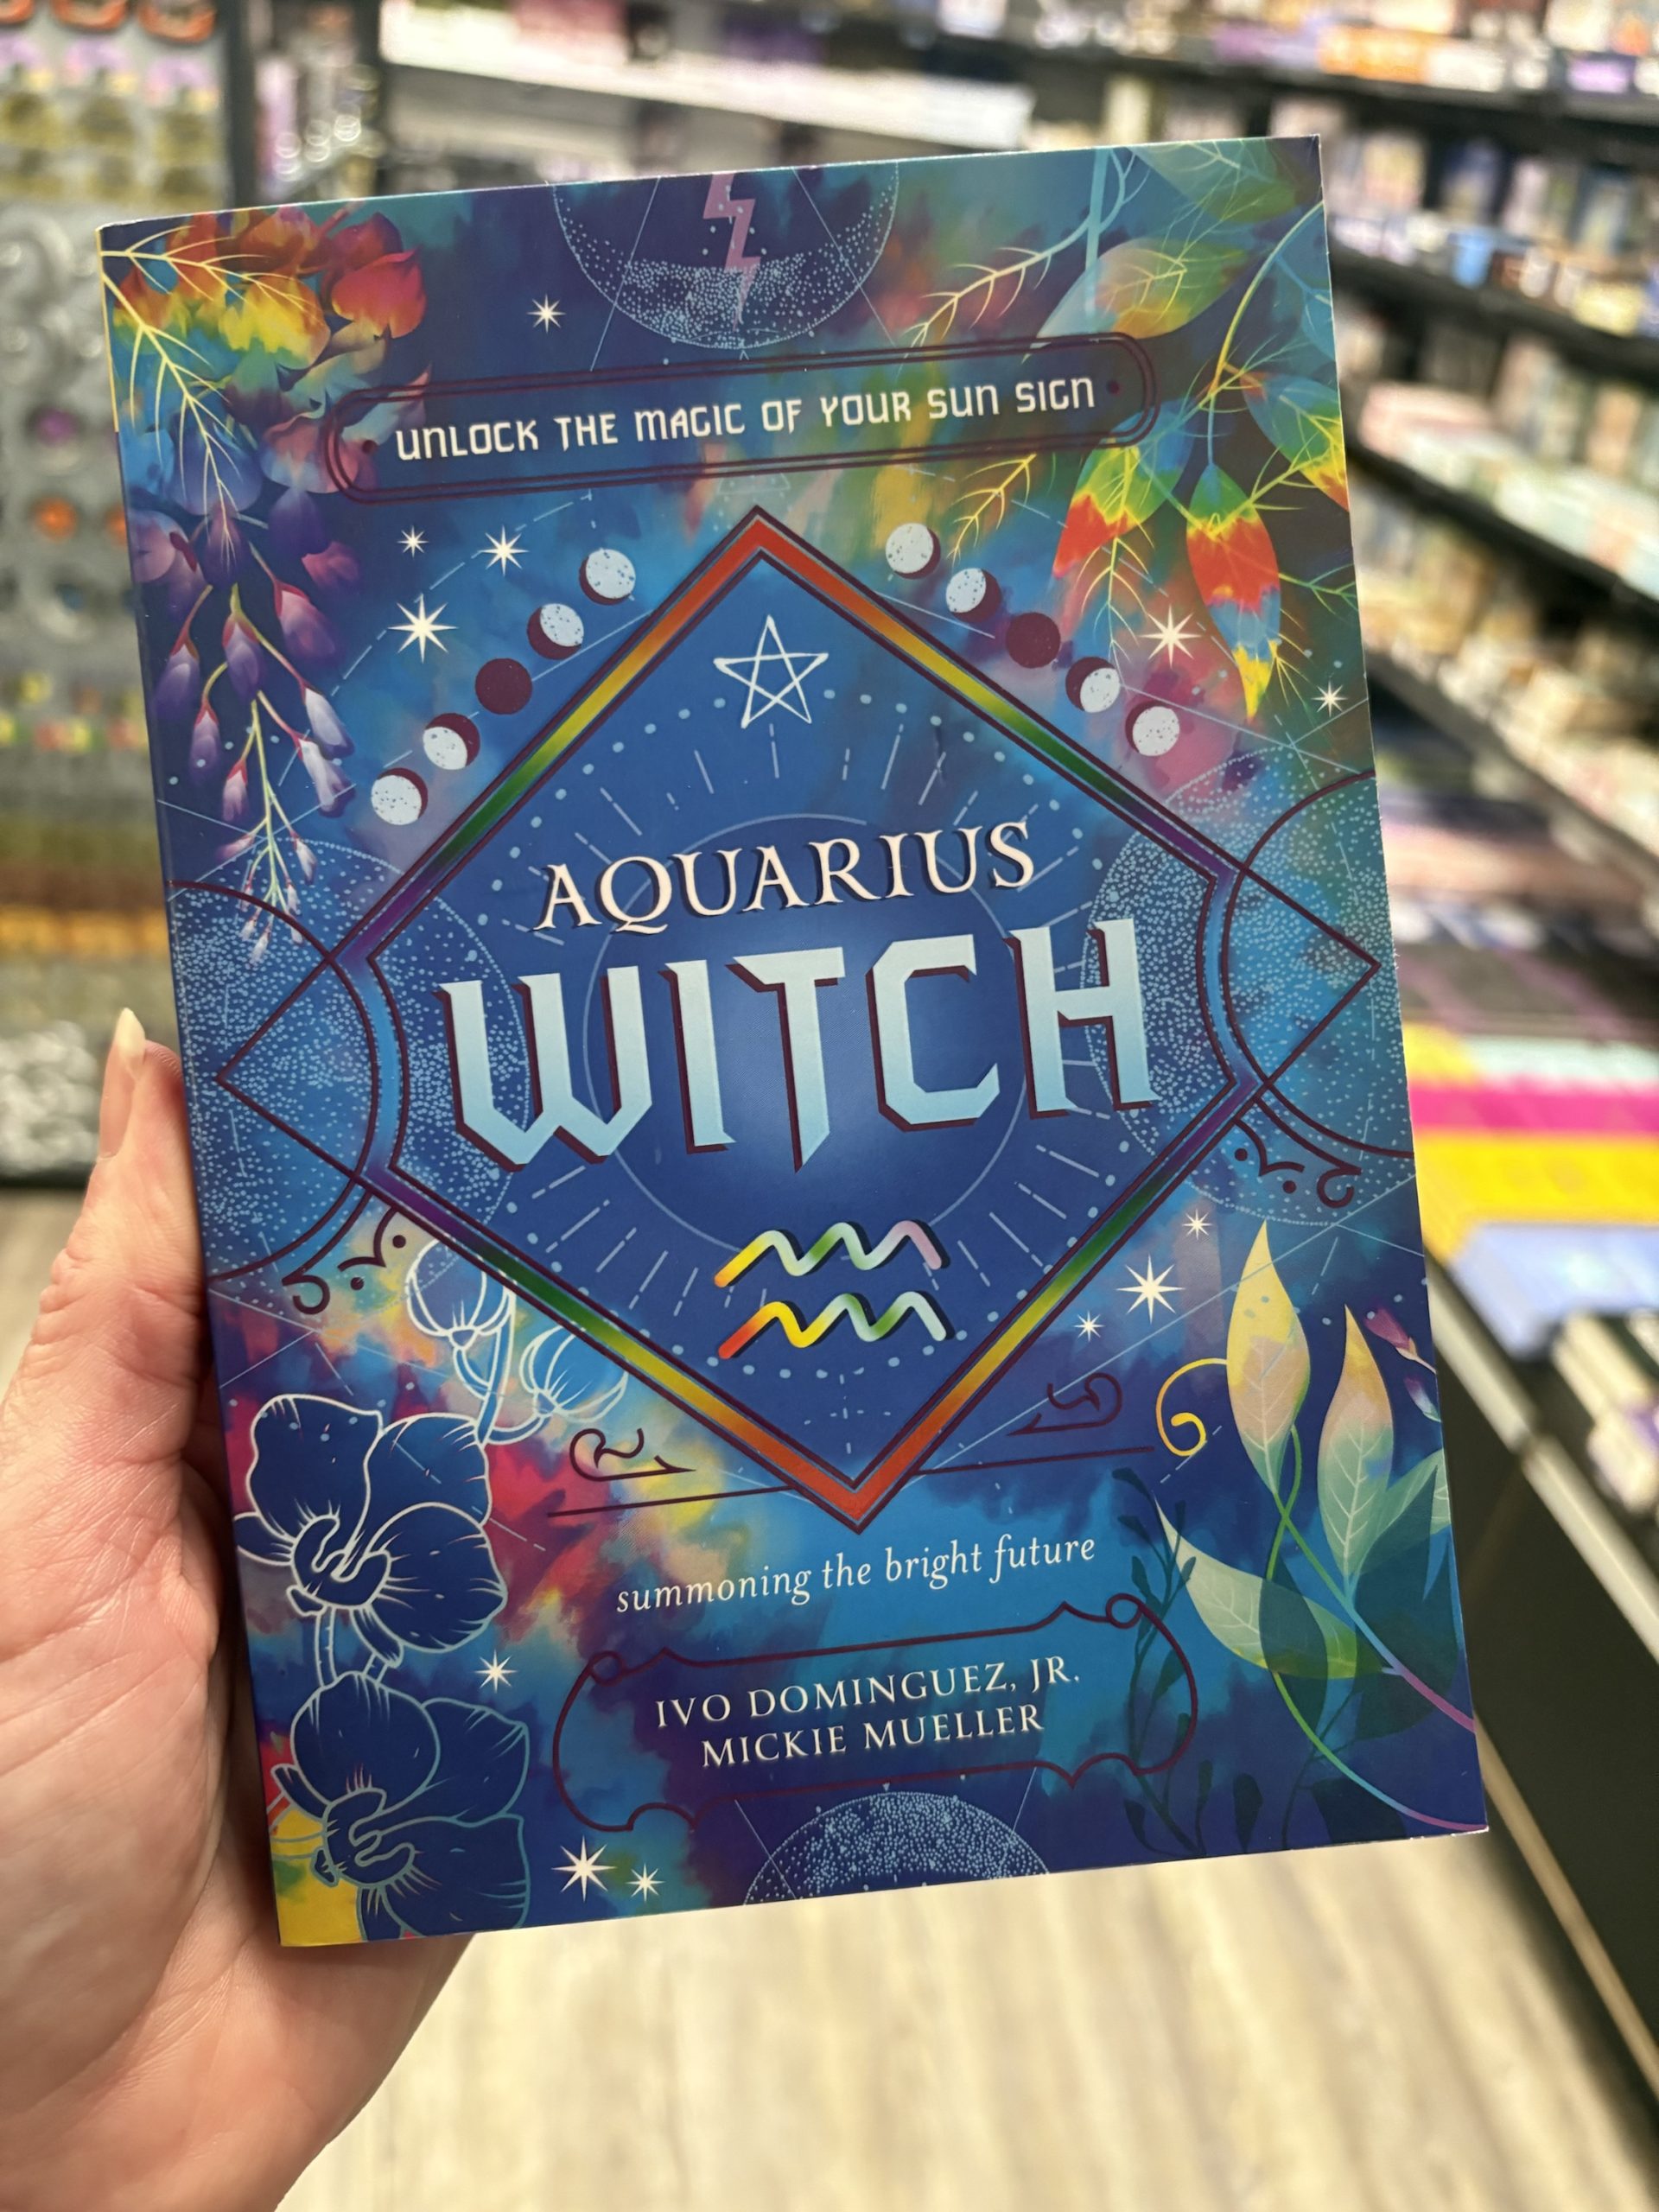 UNLOCK THE MAGIC OF YOUR SUN SIGN
AQUARIUS
WITCH
summoning the bright future
IVO DOMINGUEZ, JR.
MICKIE MUELLER